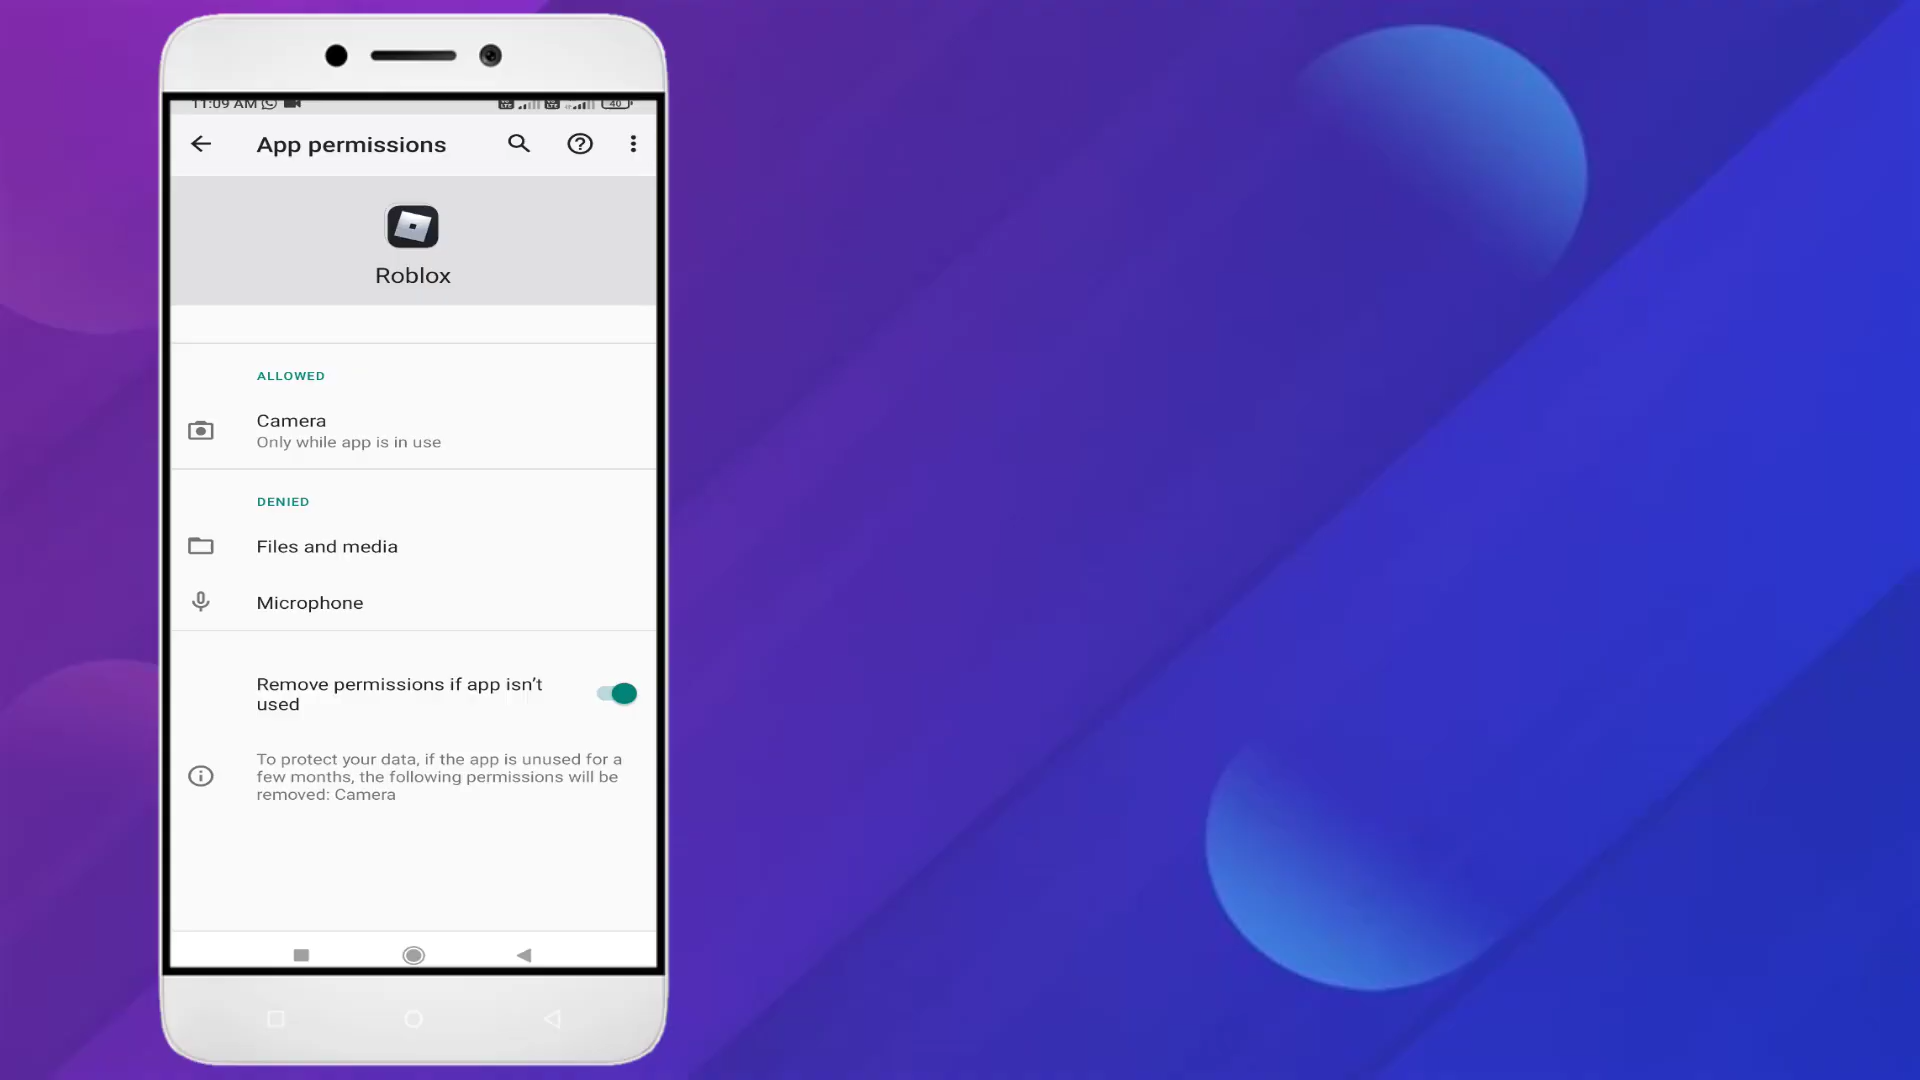 11:09 AM
40
App permissions
Roblox
ALLOWED
Camera
Only while app is in use
DENIED
Files and media
Microphone
Remove permissions if app isn’t
used
To protect your data, if the app is unused for a
few months, the following permissions will be
removed: Camera